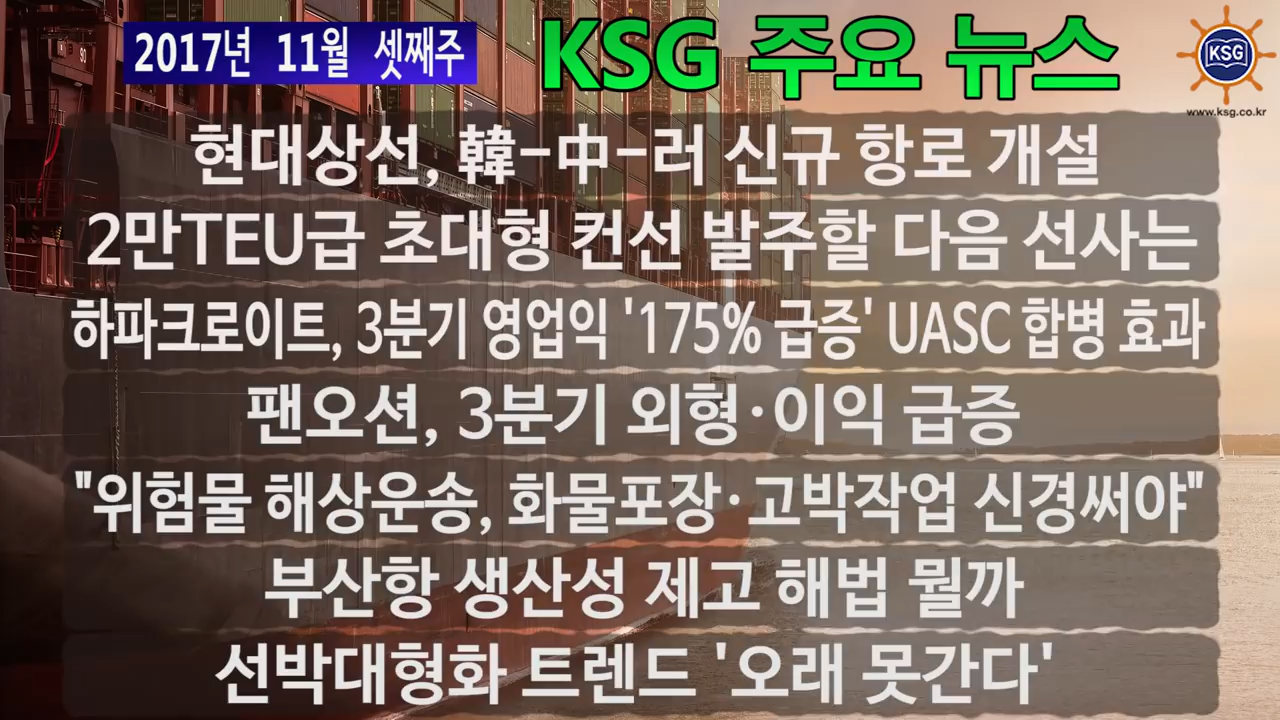 2017년 11월 셋째주
KSG 주요 뉴스
KSG
www.ksg.co.kr
현대상선, 韓-中-러 신규 항로 개설
2만TEU급 초대형 컨선 발주할 다음 선사는
하파크로이트, 3분기 영업익 '175% 급증' UASC 합병 효과
팬오션, 3분기 외형·이익 급증
"위험물 해상운송, 화물포장·고박작업 신경써야"
부산항 생산성 제고 해법 뭘까
선박대형화 트렌드 '오래 못간다'